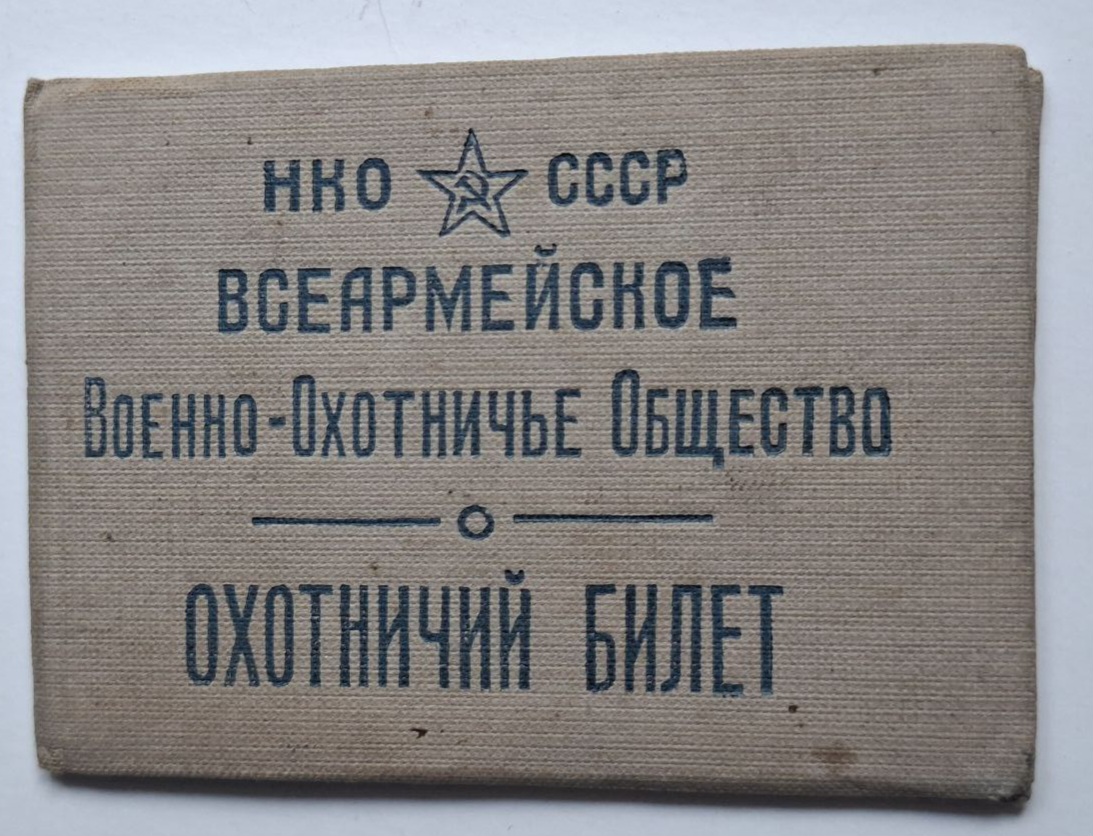 НКО СССР
ВСЕАРМЕЙСКОЕ
Военно-Охотничье Общество
ОХОТНИЧИЙ БИЛЕТ